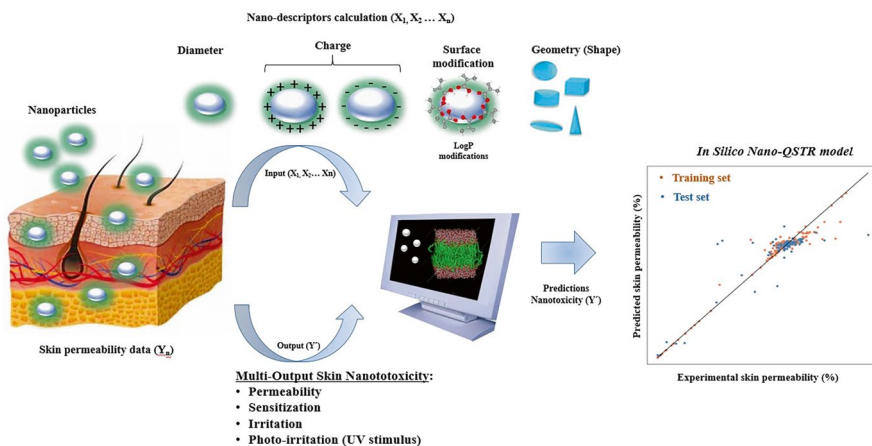 Nano-descriptors calculation (X1, X2 … Xn)
Diameter
Charge
Surface
modification
Geometry (Shape)
Nanoparticles
LogP
modifications
Input (X1, X2… Xn)
In Silico Nano-QSTR model
Training set
Test set
Predicted skin permeability (%)
Experimental skin permeability (%)
Predictions
Nanotoxicity (Y´)
Output (Y´)
Skin permeability data (Yn)
Multi-Output Skin Nanototoxicity:
• Permeability
• Sensitization
• Irritation
• Photo-irritation (UV stimulus)